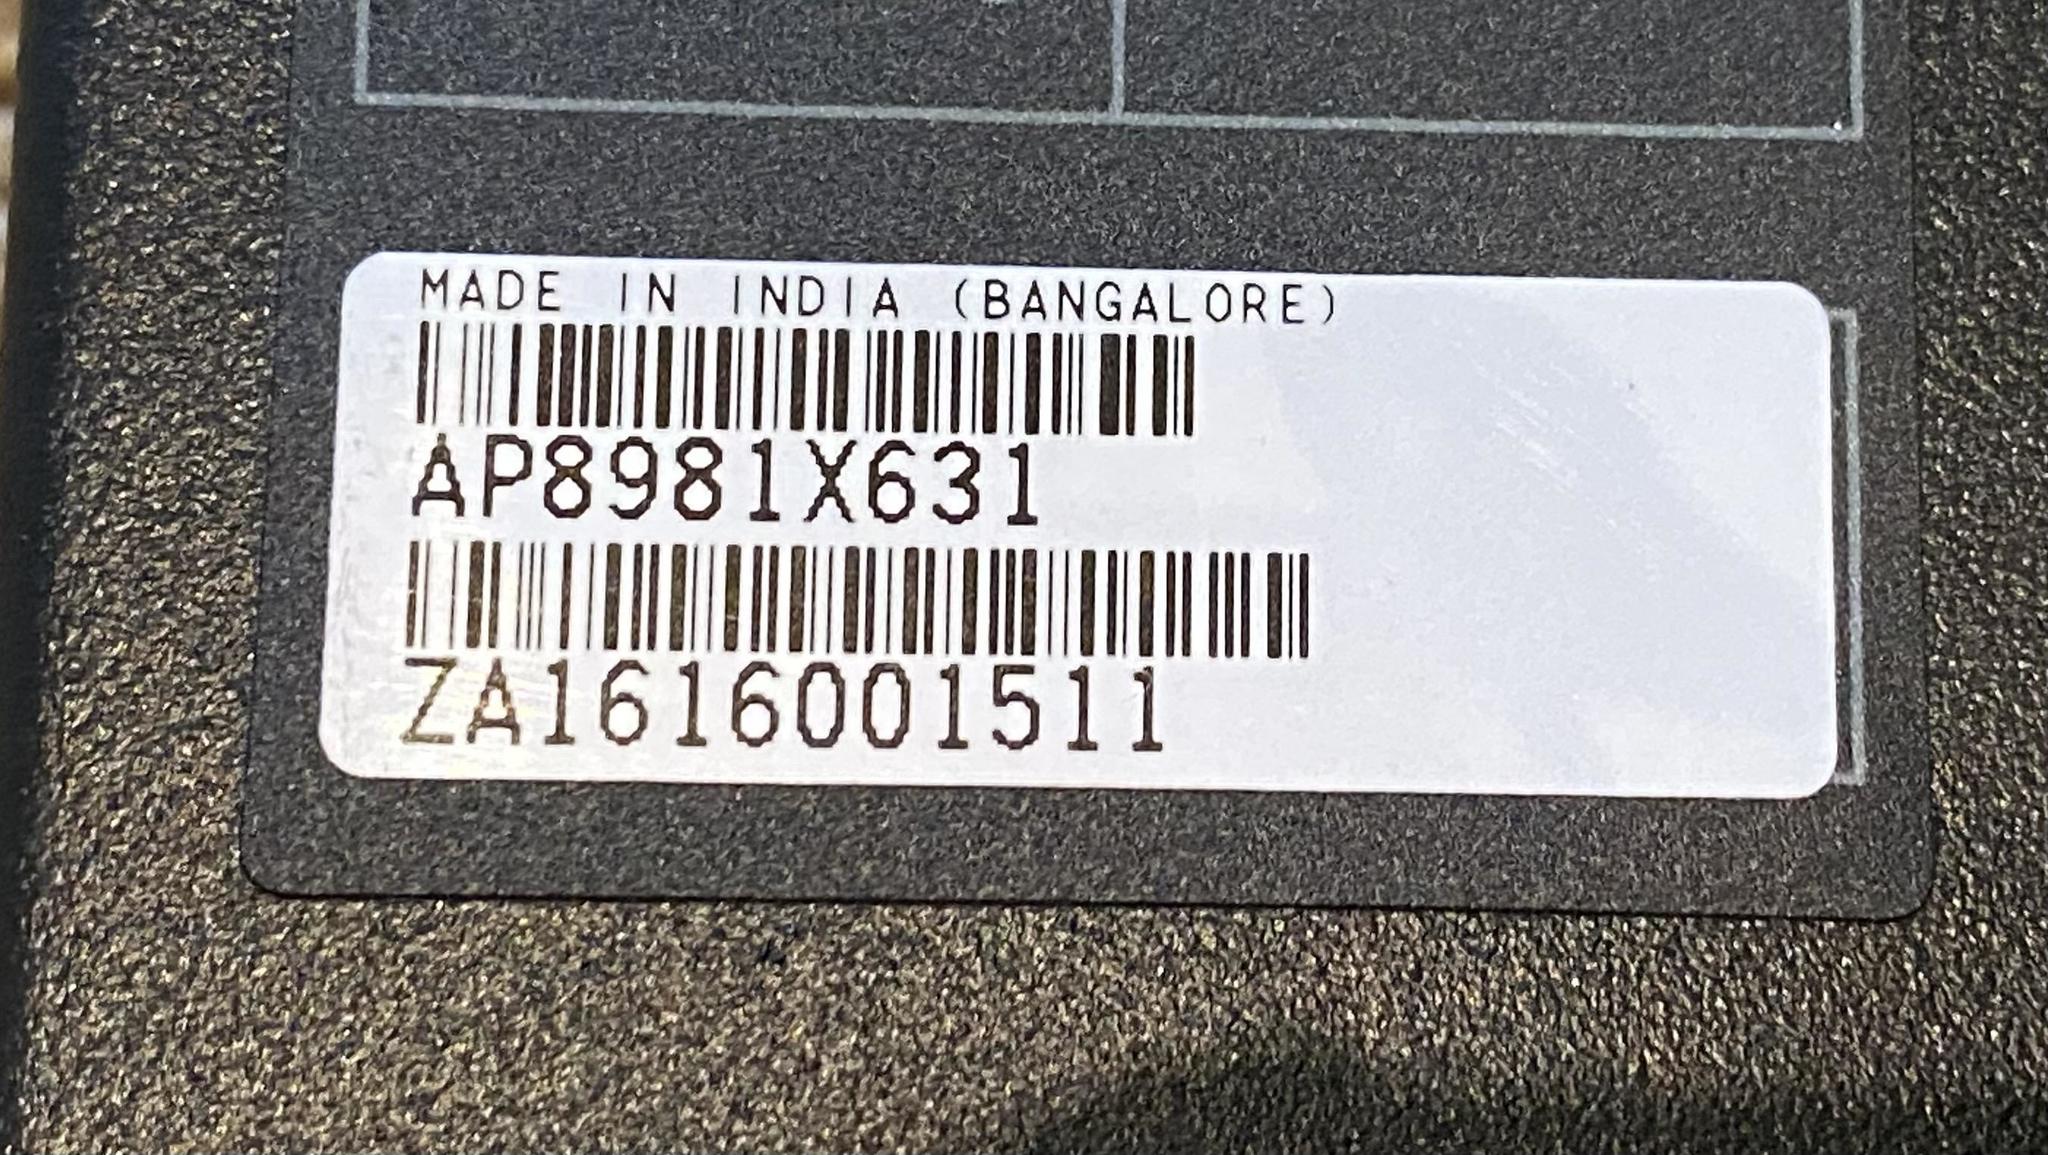 MADE IN INDIA (BANGALORE)
AP8981X631
ZA1616001511